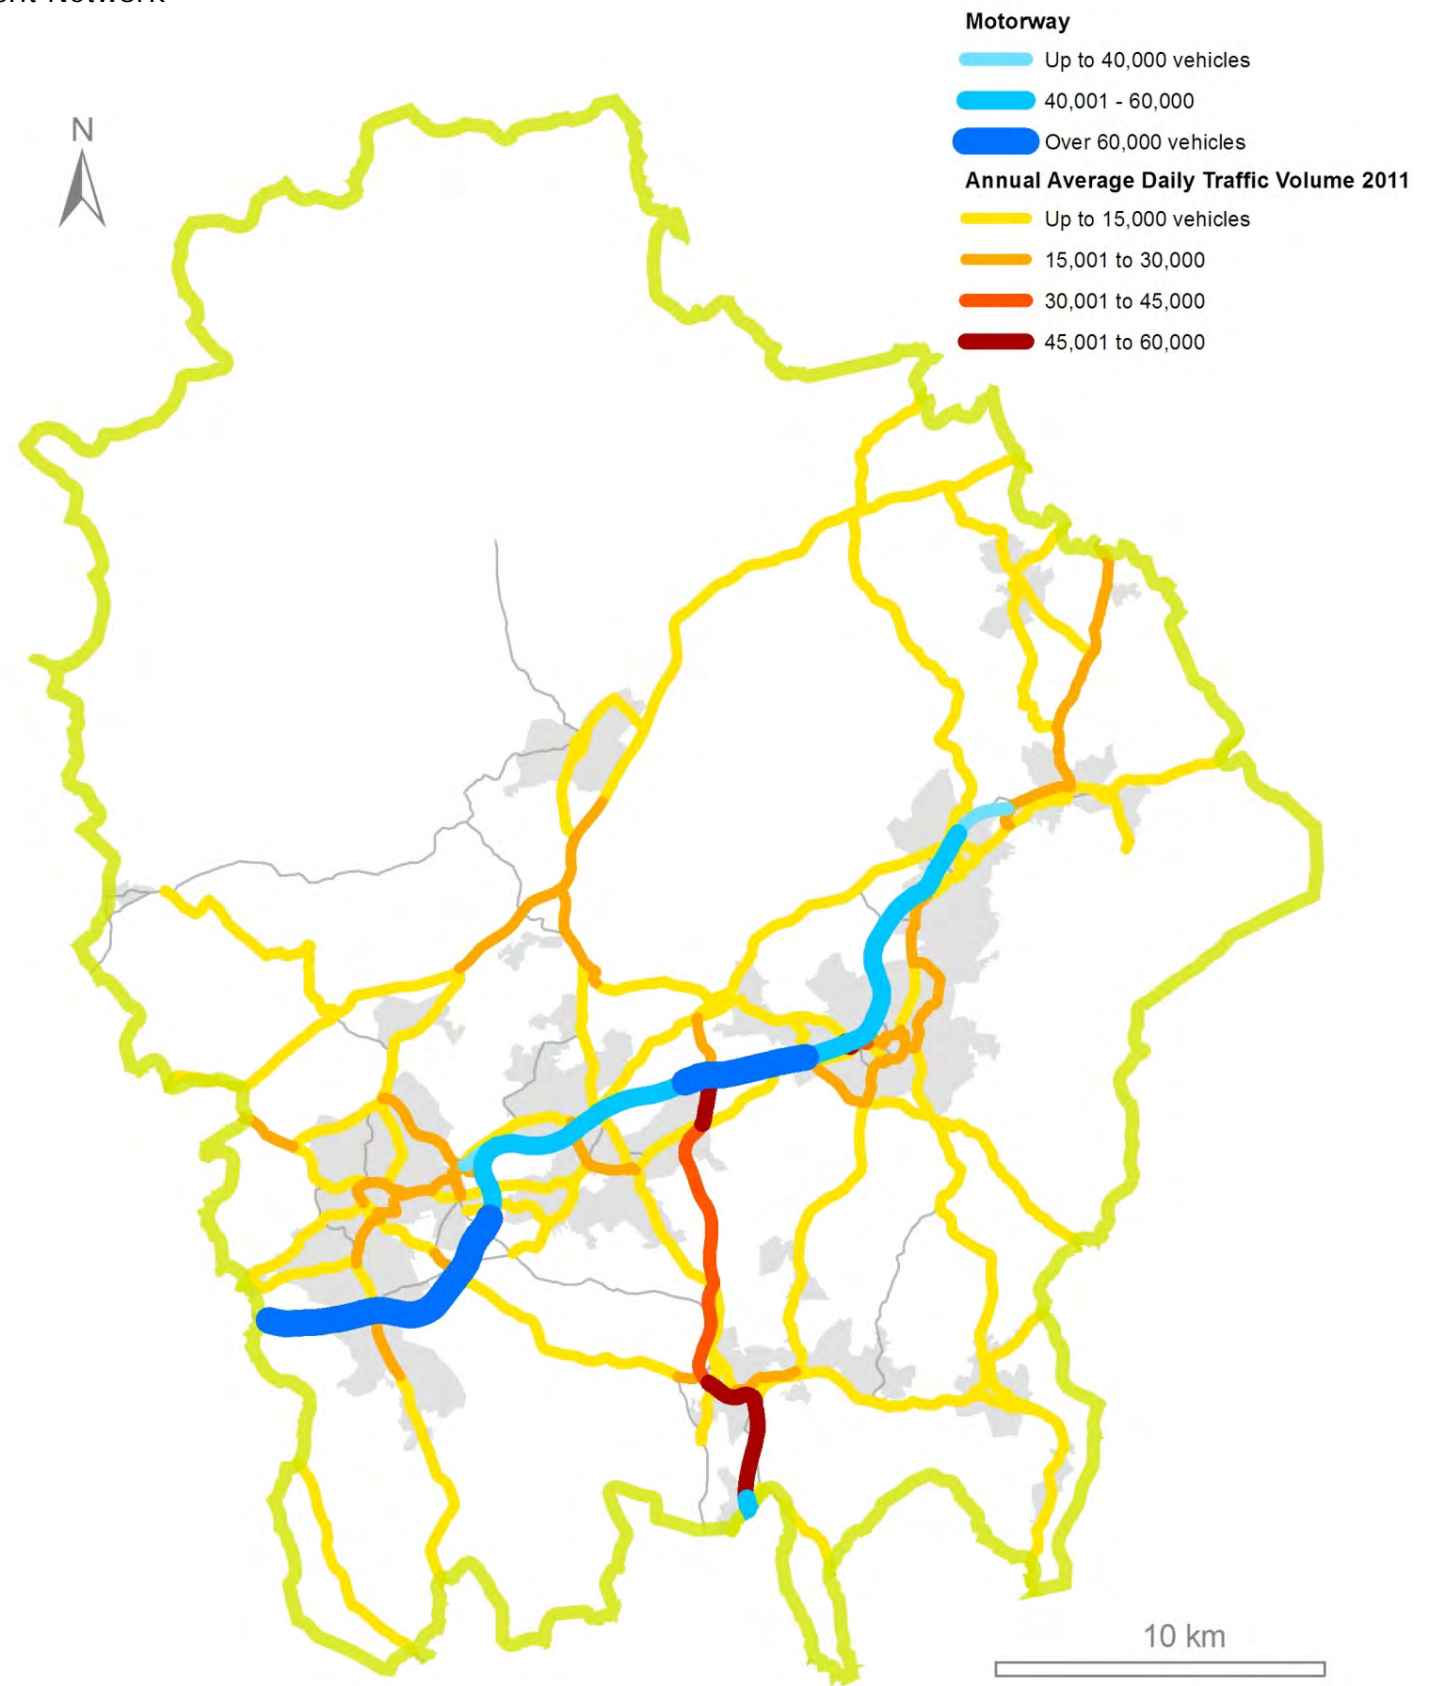 Network
Motorway
Up to 40,000 vehicles
40,001 - 60,000
Over 60,000 vehicles
Annual Average Daily Traffic Volume 2011
Up to 15,000 vehicles
15,001 to 30,000
30,001 to 45,000
45,001 to 60,000
N
10 km